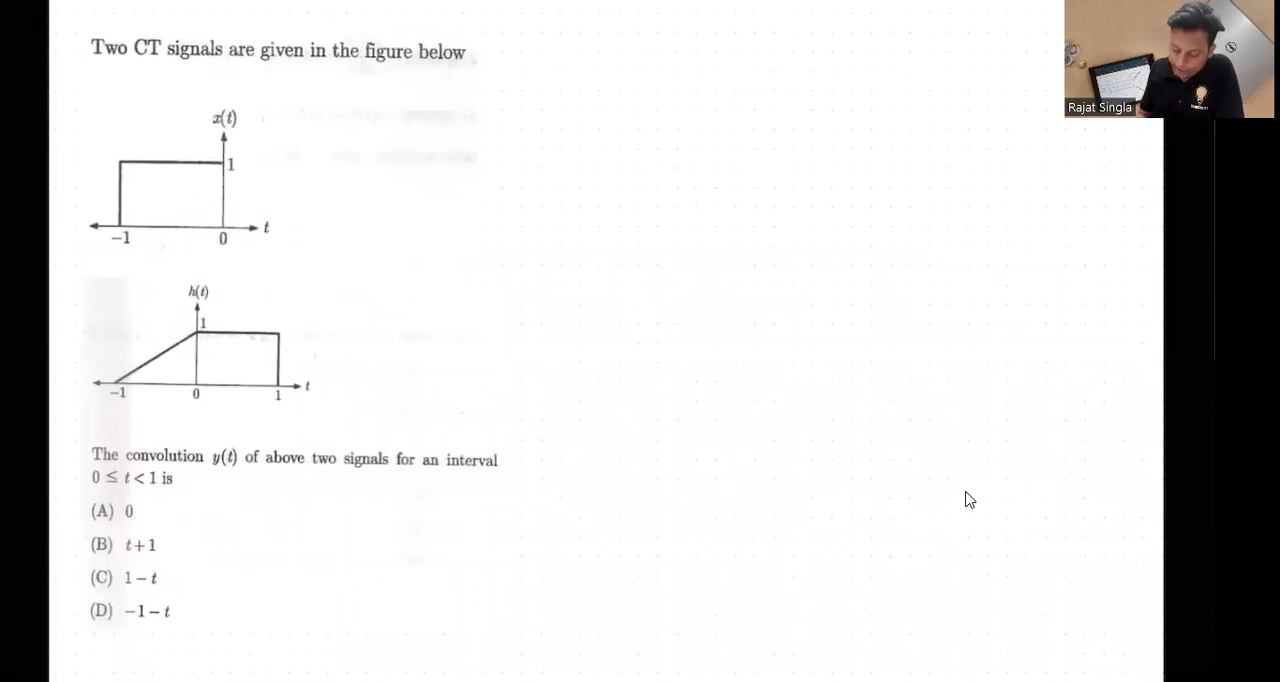 Two CT signals are given in the figure below
Rajat Singla
x(t)
1
t
−1
0
h(t)
1
−1
0
1
t
The convolution y(t) of above two signals for an interval
0 ≤ t < 1 is
(A) 0
(B) t+1
(C) 1−t
(D) −1−t